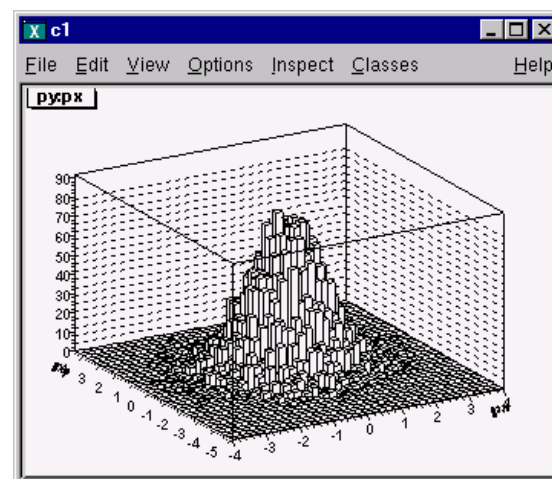 c1
File Edit View Options Inspect Classes Help
py:px
90
80
70
60
50
40
30
20
10
0
py
3 2 1 0 -1 -2 -3 -4 -5
-4 -3 -2 -1 0 1 2 3 4
px